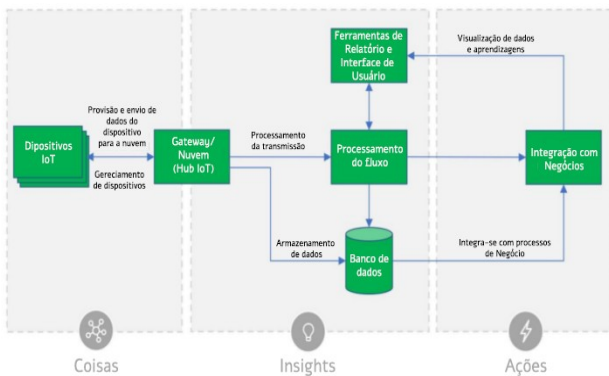 Ferramentas de
Relatório e
Interface de
Usuário
Visualização de dados
e aprendizagens
Provisão e envio de
dados do
dispositivo
para a nuvem
Dipositivos
IoT
Gerecíamento
de dispositivos
Gateway/
Nuvem
(Hub IoT)
Processamento
da transmissão
Processamento
do fluxo
Integração com
Negócios
Armazenamento
de dados
Banco de
dados
Integra-se com processos
de Negócio
Coisas
Insights
Ações